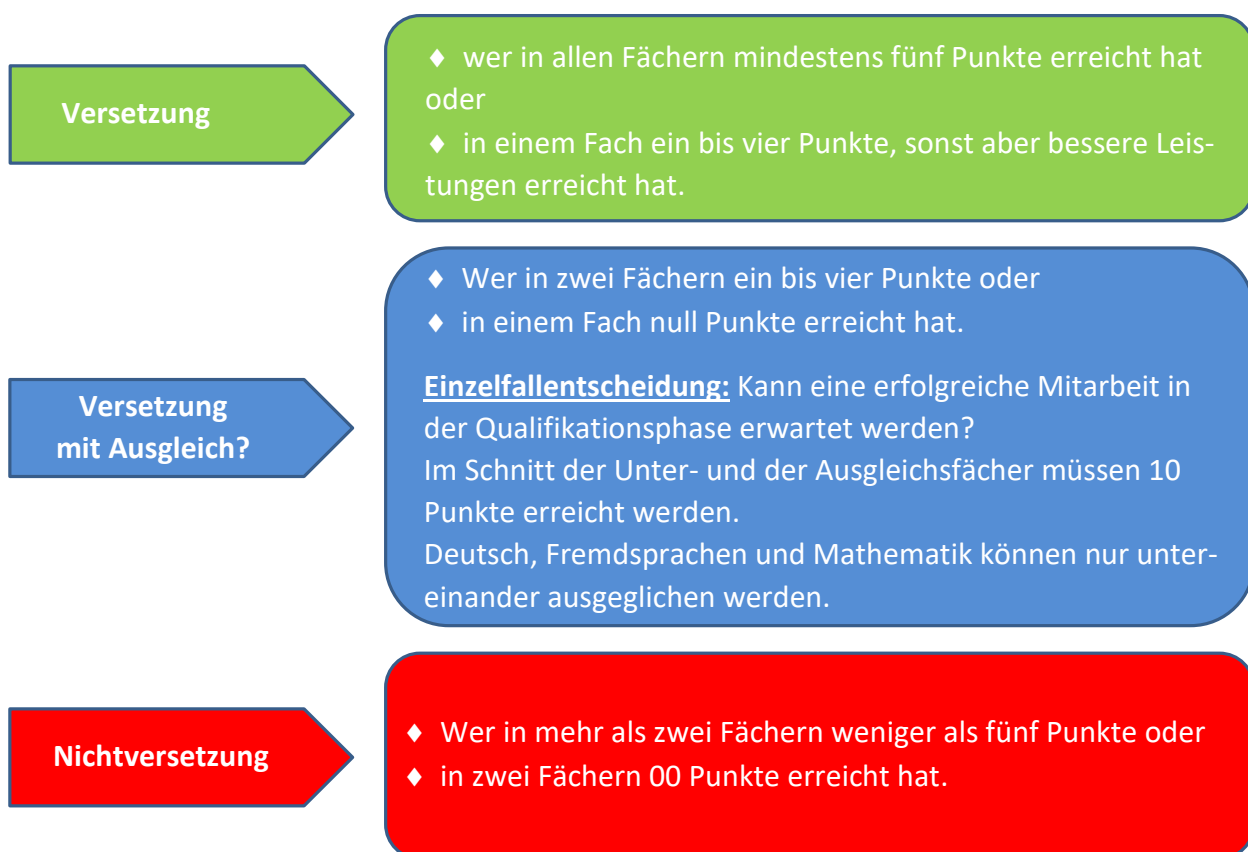 Versetzung
♦ wer in allen Fächern mindestens fünf Punkte erreicht hat
oder
♦ in einem Fach ein bis vier Punkte, sonst aber bessere Leis-
tungen erreicht hat.
Versetzung
mit Ausgleich?
♦ Wer in zwei Fächern ein bis vier Punkte oder
♦ in einem Fach null Punkte erreicht hat.
Einzelfallentscheidung: Kann eine erfolgreiche Mitarbeit in
der Qualifikationsphase erwartet werden?
Im Schnitt der Unter- und der Ausgleichsfächer müssen 10
Punkte erreicht werden.
Deutsch, Fremdsprachen und Mathematik können nur unter-
einander ausgeglichen werden.
Nichtversetzung
♦ Wer in mehr als zwei Fächern weniger als fünf Punkte oder
♦ in zwei Fächern 00 Punkte erreicht hat.